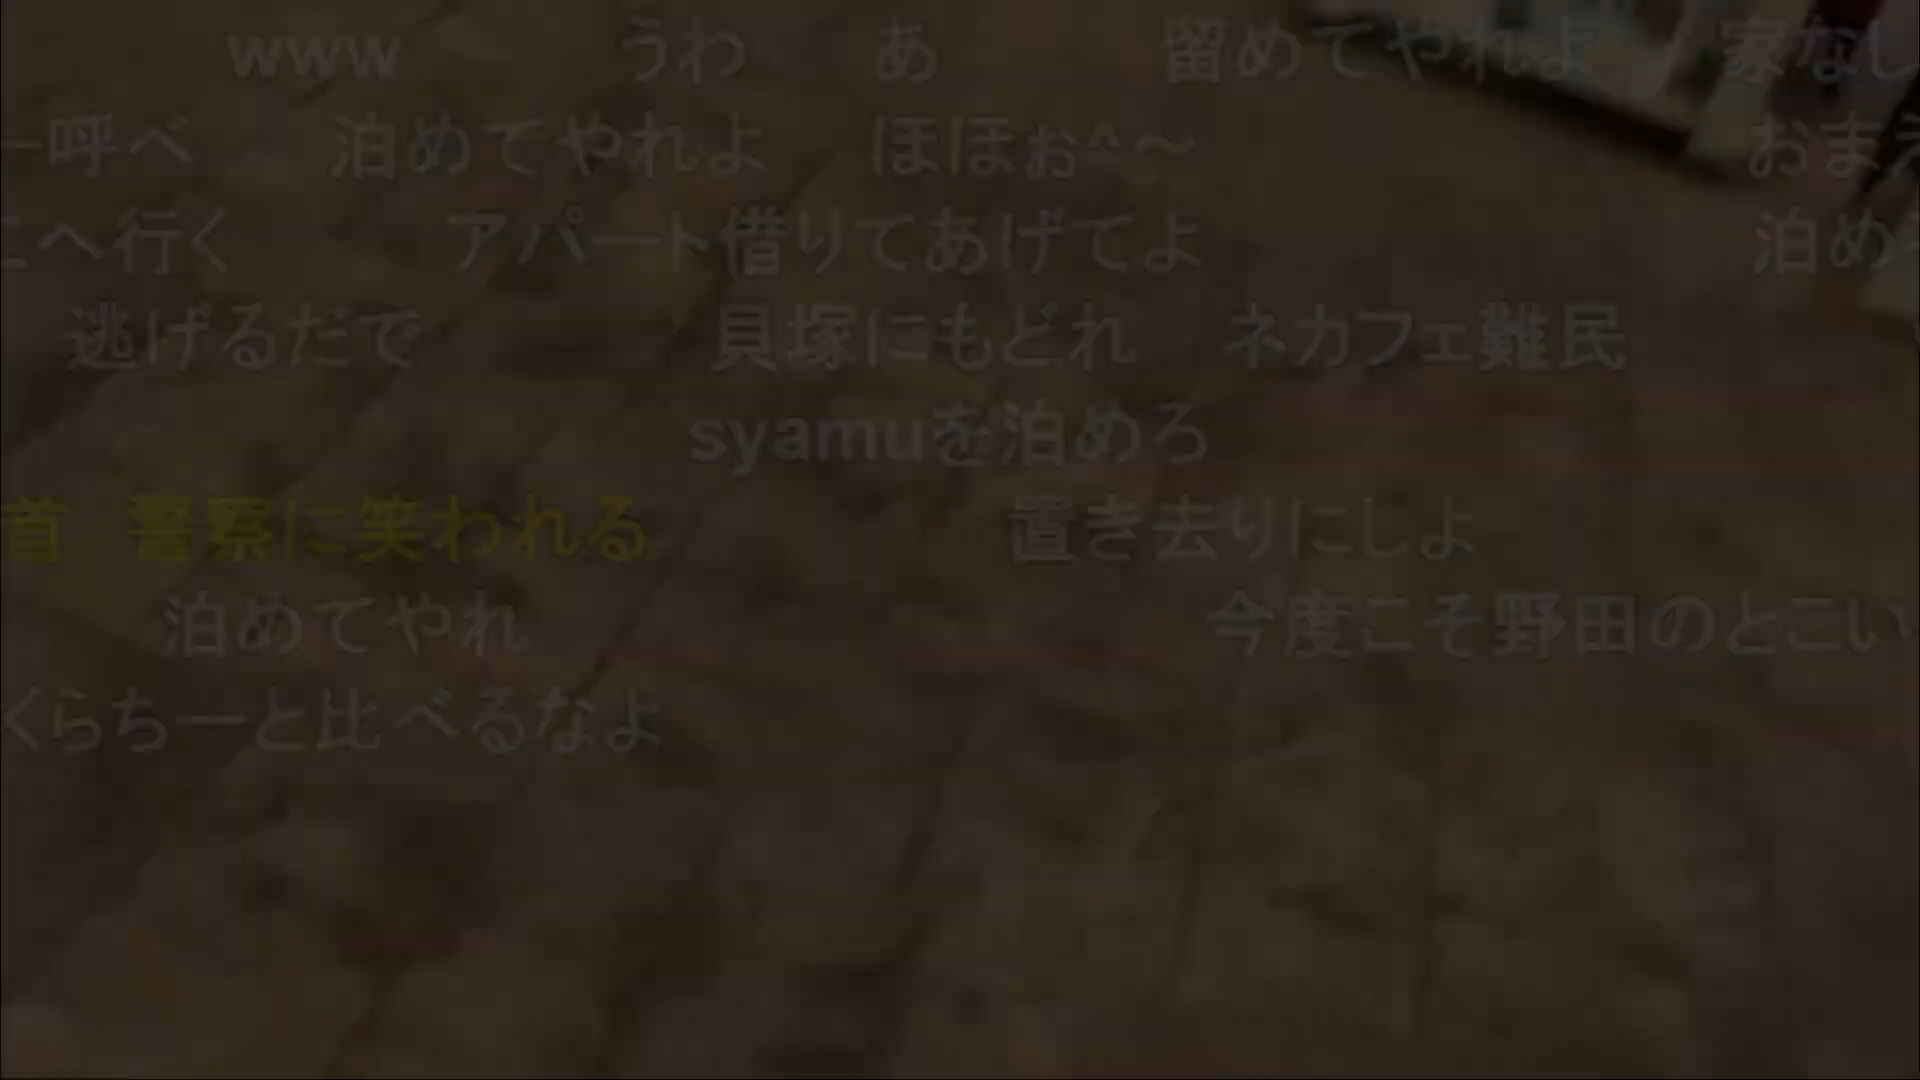 www うわ あ 留めてやれよ 家なし
ー呼べ 泊めてやれよ ほほぉ^~ おまえ
こへ行く アパート借りてあげてよ 泊め
逃げるだで 貝塚にもどれ ネカフェ難民
syamuを泊めろ
首 警察に笑われる 置き去りにしよ
泊めてやれ 今度こそ野田のとこい
くらちーと比べるなよ